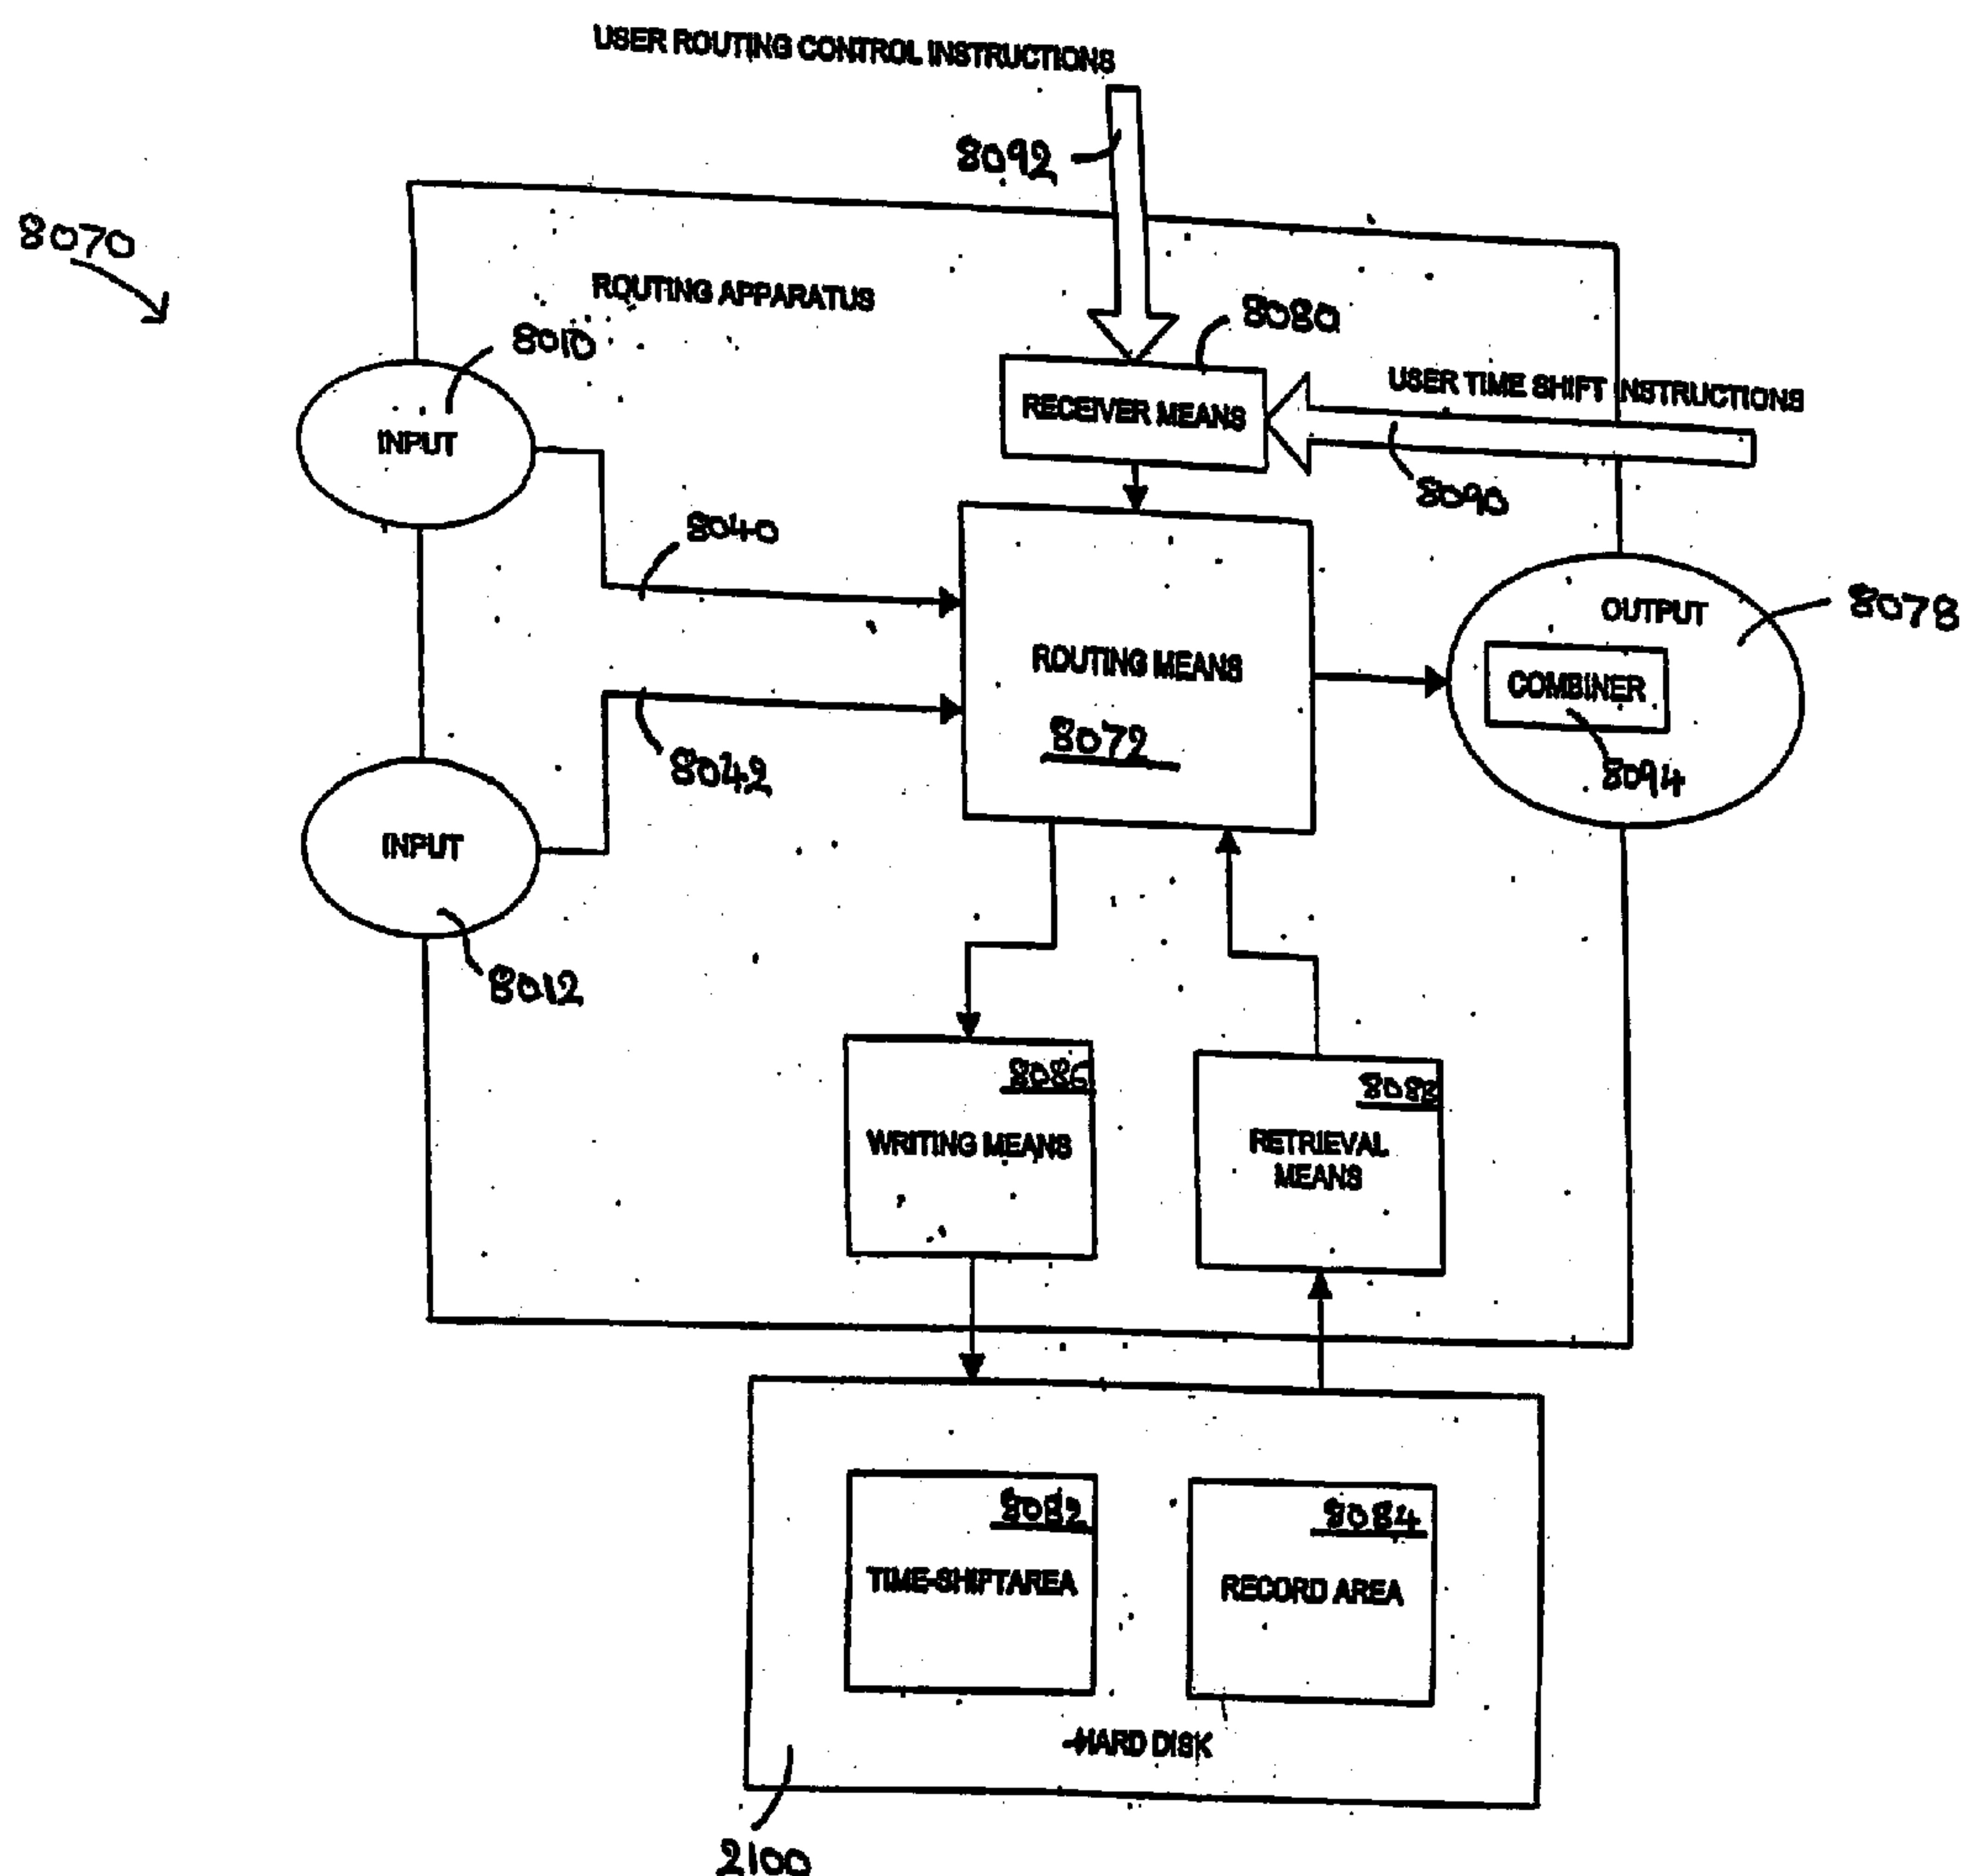 USER ROUTING CONTROL INSTRUCTIONS
8092
8070
ROUTING APPARATUS
8010
8080
INPUT
RECEIVER MEANS
USER TIME SHIFT INSTRUCTIONS
8090
8040
OUTPUT
8078
ROUTING MEANS
COMBINER
8072
8042
8094
INPUT
8012
8086
8088
WRITING MEANS
RETRIEVAL
MEANS
8082
8084
TIME-SHIFT AREA
RECORD AREA
HARD DISK
2100